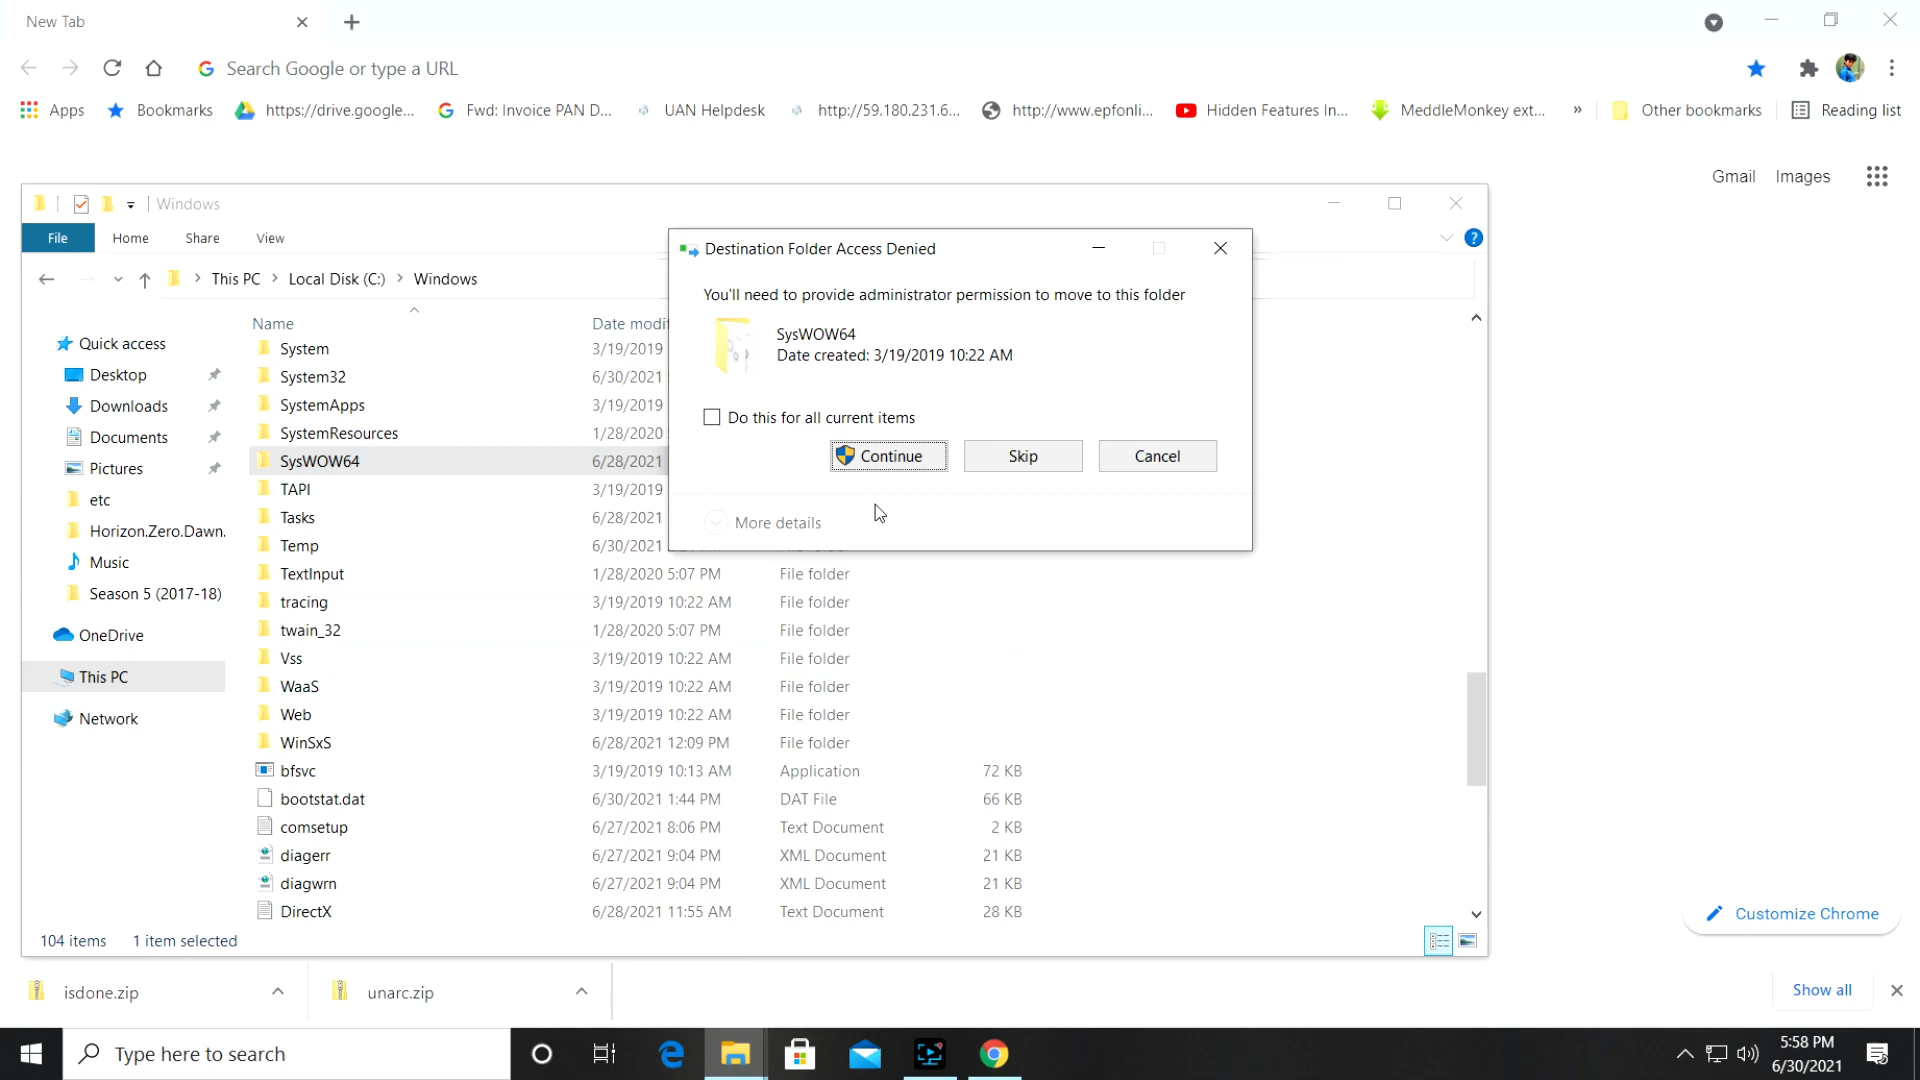 New Tab
Search Google or type a URL
Apps Bookmarks https://drive.google... Fwd: Invoice PAN D... UAN Helpdesk http://59.180.231.6... http://www.epfonli... Hidden Features In... MeddleMonkey ext... » Other bookmarks Reading list
Gmail Images
Windows
File Home Share View
This PC > Local Disk (C:) > Windows
Destination Folder Access Denied
You'll need to provide administrator permission to move to this folder
SysWOW64
Date created: 3/19/2019 10:22 AM
Do this for all current items
Continue Skip Cancel
More details
Quick access
Desktop
Downloads
Documents
Pictures
etc
Horizon.Zero.Dawn.
Music
Season 5 (2017-18)
OneDrive
This PC
Network
Name Date modif
System 3/19/2019
System32 6/30/2021
SystemApps 3/19/2019
SystemResources 1/28/2020
SysWOW64 6/28/2021
TAPI 3/19/2019
Tasks 6/28/2021
Temp 6/30/2021
TextInput 1/28/2020 5:07 PM File folder
tracing 3/19/2019 10:22 AM File folder
twain_32 1/28/2020 5:07 PM File folder
Vss 3/19/2019 10:22 AM File folder
WaaS 3/19/2019 10:22 AM File folder
Web 3/19/2019 10:22 AM File folder
WinSxS 6/28/2021 12:09 PM File folder
bfsvc 3/19/2019 10:13 AM Application 72 KB
bootstat.dat 6/30/2021 1:44 PM DAT File 66 KB
comsetup 6/27/2021 8:06 PM Text Document 2 KB
diagerr 6/27/2021 9:04 PM XML Document 21 KB
diagwrn 6/27/2021 9:04 PM XML Document 21 KB
DirectX 6/28/2021 11:55 AM Text Document 28 KB
104 items 1 item selected
Customize Chrome
isdone.zip unarc.zip Show all
Type here to search
5:58 PM
6/30/2021